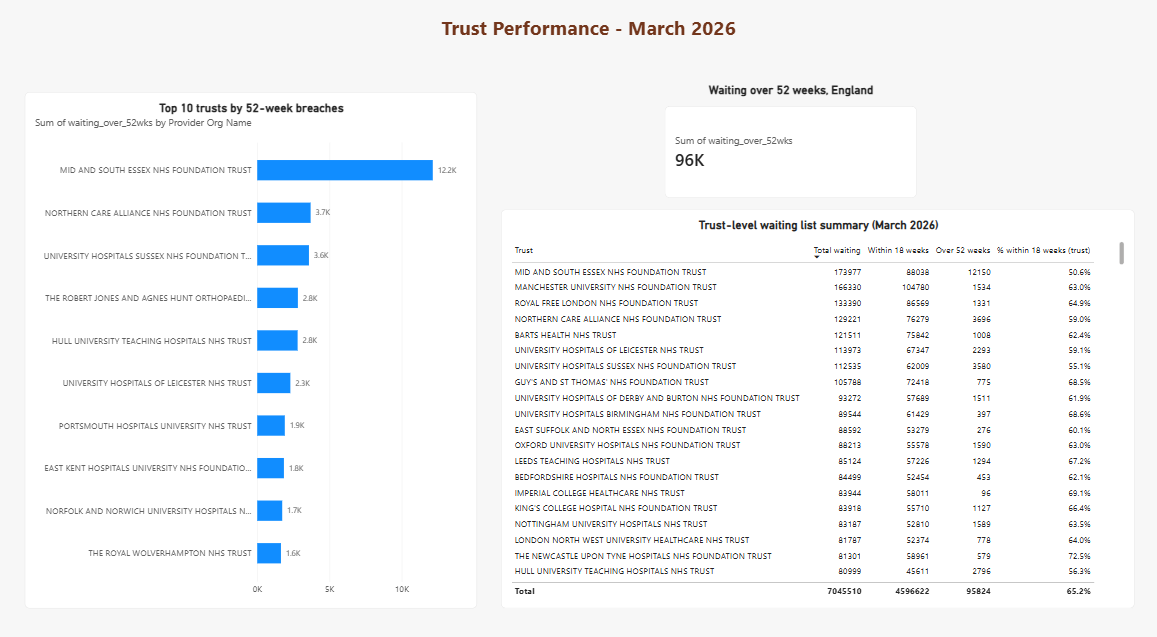 Trust Performance - March 2026
Top 10 trusts by 52-week breaches
Sum of waiting_over_52wks by Provider Org Name
MID AND SOUTH ESSEX NHS FOUNDATION TRUST 12.2K
NORTHERN CARE ALLIANCE NHS FOUNDATION TRUST 3.7K
UNIVERSITY HOSPITALS SUSSEX NHS FOUNDATION T... 3.6K
THE ROBERT JONES AND AGNES HUNT ORTHOPAEDI... 2.8K
HULL UNIVERSITY TEACHING HOSPITALS NHS TRUST 2.8K
UNIVERSITY HOSPITALS OF LEICESTER NHS TRUST 2.3K
PORTSMOUTH HOSPITALS UNIVERSITY NHS TRUST 1.9K
EAST KENT HOSPITALS UNIVERSITY NHS FOUNDATIO... 1.8K
NORFOLK AND NORWICH UNIVERSITY HOSPITALS N... 1.7K
THE ROYAL WOLVERHAMPTON NHS TRUST 1.6K
0K 5K 10K
Waiting over 52 weeks, England
Sum of waiting_over_52wks
96K
Trust-level waiting list summary (March 2026)
Trust Total waiting Within 18 weeks Over 52 weeks % within 18 weeks (trust)
MID AND SOUTH ESSEX NHS FOUNDATION TRUST 173977 88038 12150 50.6%
MANCHESTER UNIVERSITY NHS FOUNDATION TRUST 166330 104780 1534 63.0%
ROYAL FREE LONDON NHS FOUNDATION TRUST 133390 86569 1331 64.9%
NORTHERN CARE ALLIANCE NHS FOUNDATION TRUST 129221 76279 3696 59.0%
BARTS HEALTH NHS TRUST 121511 75842 1008 62.4%
UNIVERSITY HOSPITALS OF LEICESTER NHS TRUST 113973 67347 2293 59.1%
UNIVERSITY HOSPITALS SUSSEX NHS FOUNDATION TRUST 112535 62009 3580 55.1%
GUY'S AND ST THOMAS' NHS FOUNDATION TRUST 105788 72418 775 68.5%
UNIVERSITY HOSPITALS OF DERBY AND BURTON NHS FOUNDATION TRUST 93272 57689 1511 61.9%
UNIVERSITY HOSPITALS BIRMINGHAM NHS FOUNDATION TRUST 89544 61429 397 68.6%
EAST SUFFOLK AND NORTH ESSEX NHS FOUNDATION TRUST 88592 53279 276 60.1%
OXFORD UNIVERSITY HOSPITALS NHS FOUNDATION TRUST 88213 55578 1590 63.0%
LEEDS TEACHING HOSPITALS NHS TRUST 85124 57226 1294 67.2%
BEDFORDSHIRE HOSPITALS NHS FOUNDATION TRUST 84499 52454 453 62.1%
IMPERIAL COLLEGE HEALTHCARE NHS TRUST 83944 58011 96 69.1%
KING'S COLLEGE HOSPITAL NHS FOUNDATION TRUST 83918 55710 1127 66.4%
NOTTINGHAM UNIVERSITY HOSPITALS NHS TRUST 83187 52810 1589 63.5%
LONDON NORTH WEST UNIVERSITY HEALTHCARE NHS TRUST 81787 52374 778 64.0%
THE NEWCASTLE UPON TYNE HOSPITALS NHS FOUNDATION TRUST 81301 58961 579 72.5%
HULL UNIVERSITY TEACHING HOSPITALS NHS TRUST 80999 45611 2796 56.3%
Total 7045510 4596622 95824 65.2%